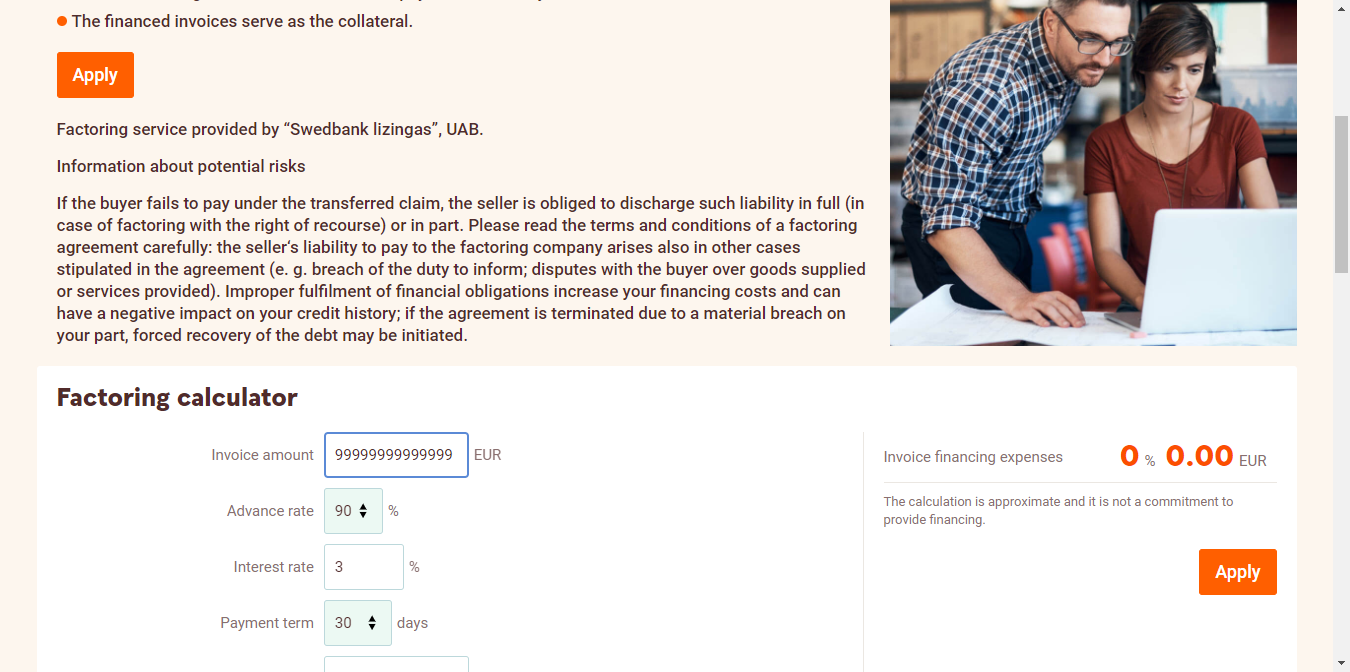 The financed invoices serve as the collateral.
Apply
Factoring service provided by “Swedbank lizingas”, UAB.
Information about potential risks
If the buyer fails to pay under the transferred claim, the seller is obliged to discharge such liability in full (in
case of factoring with the right of recourse) or in part. Please read the terms and conditions of a factoring
agreement carefully: the seller‘s liability to pay to the factoring company arises also in other cases
stipulated in the agreement (e. g. breach of the duty to inform; disputes with the buyer over goods supplied
or services provided). Improper fulfilment of financial obligations increase your financing costs and can
have a negative impact on your credit history; if the agreement is terminated due to a material breach on
your part, forced recovery of the debt may be initiated.
Factoring calculator
Invoice amount 99999999999999 EUR
Advance rate 90 %
Interest rate 3 %
Payment term 30 days
Invoice financing expenses 0 % 0.00 EUR
The calculation is approximate and it is not a commitment to
provide financing.
Apply